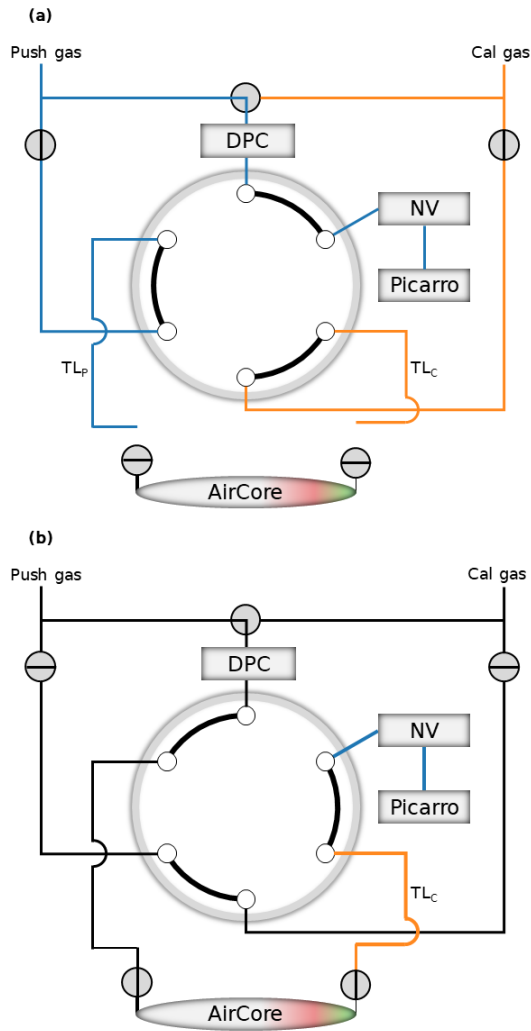 (a)
Push gas
Cal gas
DPC
NV
Picarro
TLP
TLC
AirCore
(b)
Push gas
Cal gas
DPC
NV
Picarro
TLC
AirCore